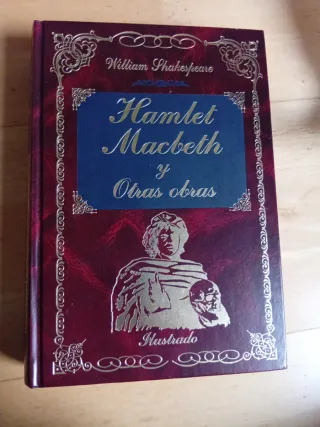 William Shakespeare
Hamlet
Macbeth
y
Otras obras
Ilustrado